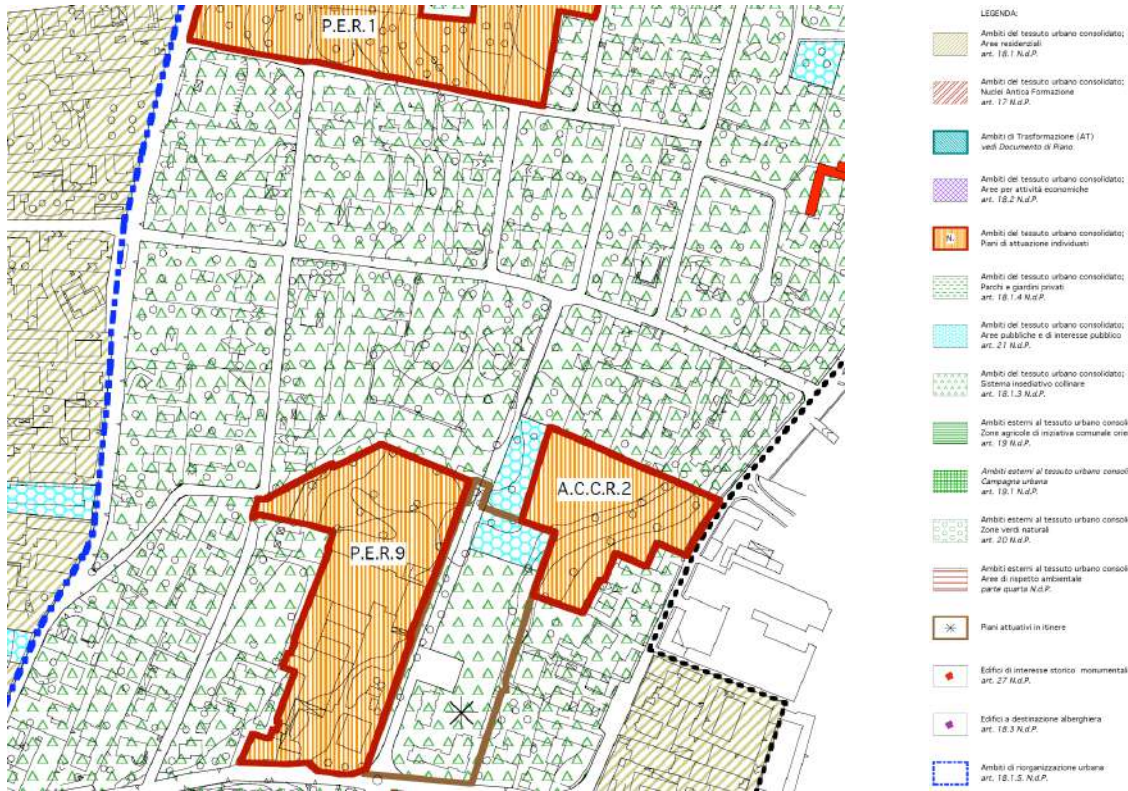 P.E.R.1
A.C.C.R.2
P.E.R.9
LEGENDA:
Ambiti del tessuto urbano consolidato;
Aree residenziali
art. 18.1 N.d.P.
Ambiti del tessuto urbano consolidato;
Nuclei Antica Formazione
art. 17 N.d.P.
Ambiti di Trasformazione (AT)
vedi Documento di Piano
Ambiti del tessuto urbano consolidato;
Aree per attività economiche
art. 18.2 N.d.P.
N.
Ambiti del tessuto urbano consolidato;
Piani di attuazione individuati
Ambiti del tessuto urbano consolidato;
Parchi e giardini privati
art. 18.1.4 N.d.P.
Ambiti del tessuto urbano consolidato;
Aree pubbliche e di interesse pubblico
art. 21 N.d.P.
Ambiti del tessuto urbano consolidato;
Sistema insediativo collinare
art. 18.1.3 N.d.P.
Ambiti esterni al tessuto urbano consoli
Zone agricole di iniziativa comunale orie
art. 19 N.d.P.
Ambiti esterni al tessuto urbano consoli
Campagna urbana
art. 19.1 N.d.P.
Ambiti esterni al tessuto urbano consoli
Zone verdi naturali
art. 20 N.d.P.
Ambiti esterni al tessuto urbano consoli
Aree di rispetto ambientale
parte quarta N.d.P.
Piani attuativi in itinere
Edifici di interesse storico monumental
art. 27 N.d.P.
Edifici a destinazione alberghiera
art. 18.3 N.d.P.
Ambiti di riorganizzazione urbana
art. 18.1.5. N.d.P.